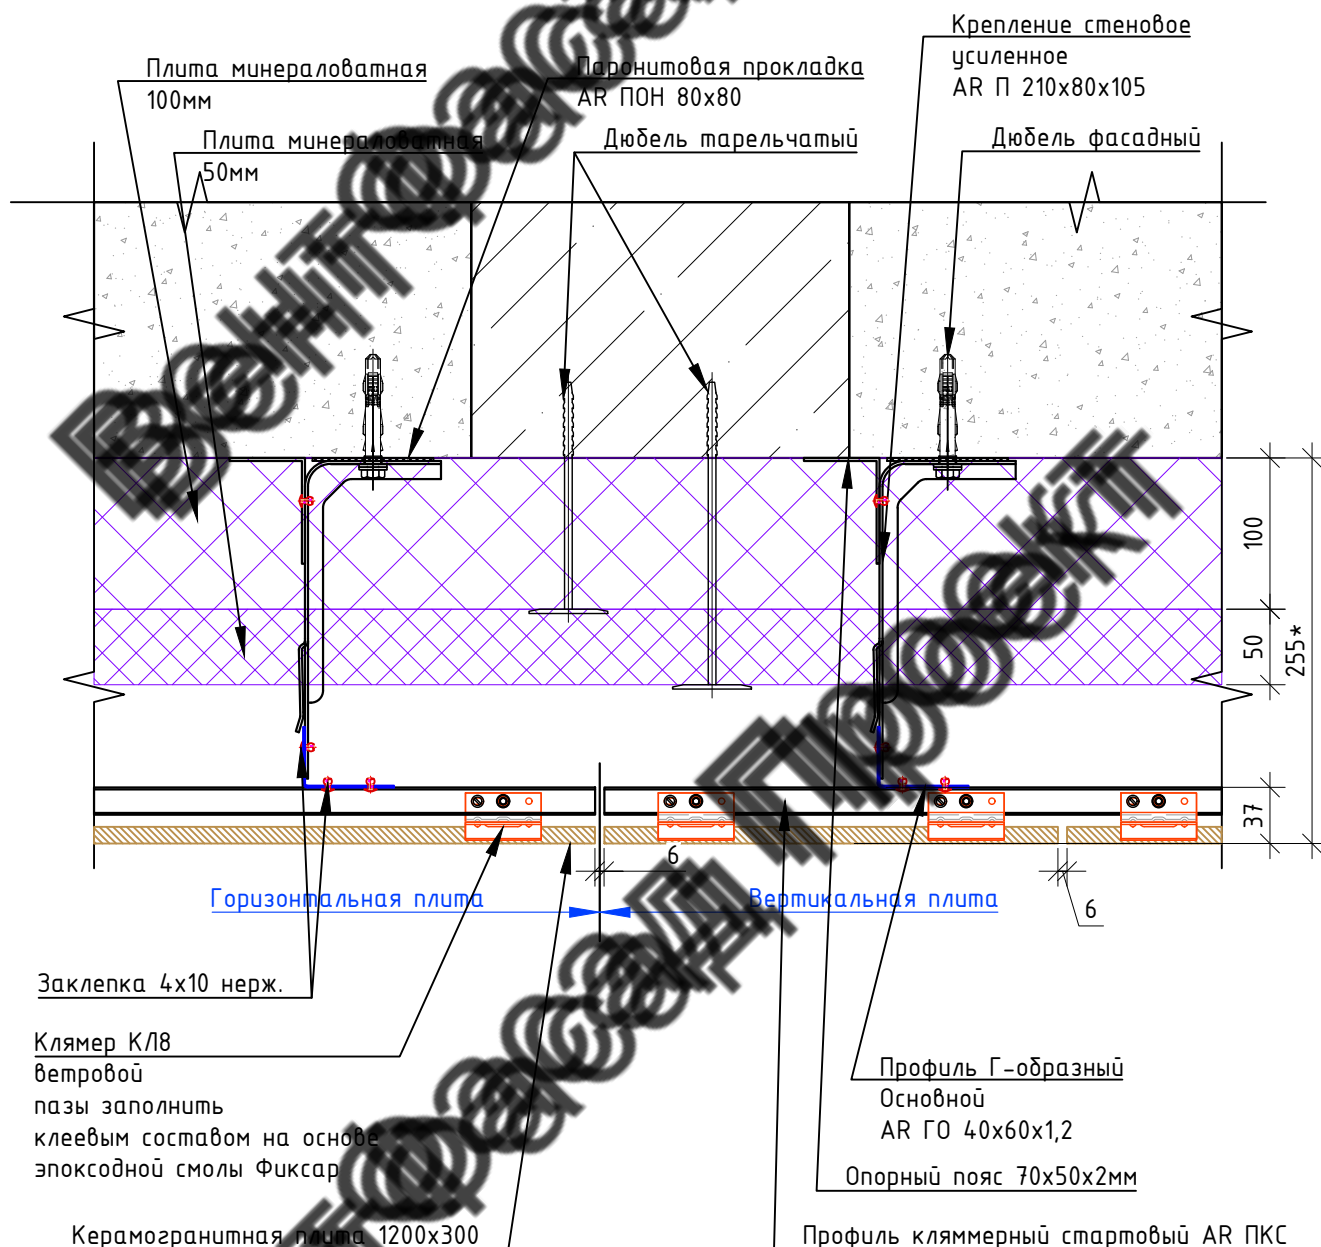 Крепление стеновое
усиленное
AR П 210х80х105
Плита минераловатная
100мм
Паронитовая прокладка
AR ПОН 80х80
Плита минераловатная
50мм
Дюбель тарельчатый
Дюбель фасадный
100
50
255*
37
6
6
Горизонтальная плита
Вертикальная плита
Заклепка 4х10 нерж.
Клямер КЛ8
ветровой
пазы заполнить
клеевым составом на основе
эпоксодной смолы Фиксар
Профиль Г-образный
Основной
AR ГО 40х60х1,2
Опорный пояс 70х50х2мм
Керамогранитная плита 1200х300
Профиль кляммерный стартовый AR ПКС
ВентФасад Проект